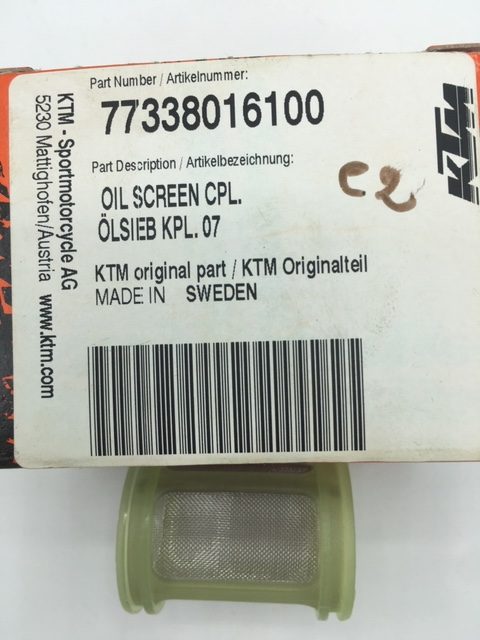 Part Number / Artikelnummer:
77338016100
Part Description / Artikelbezeichnung:
OIL SCREEN CPL.
ÖLSIEB KPL. 07
KTM original part / KTM Originalteil
MADE IN SWEDEN
KTM - Sportmotorcycle AG
5230 Mattighofen/Austria www.ktm.com
KTM
C2